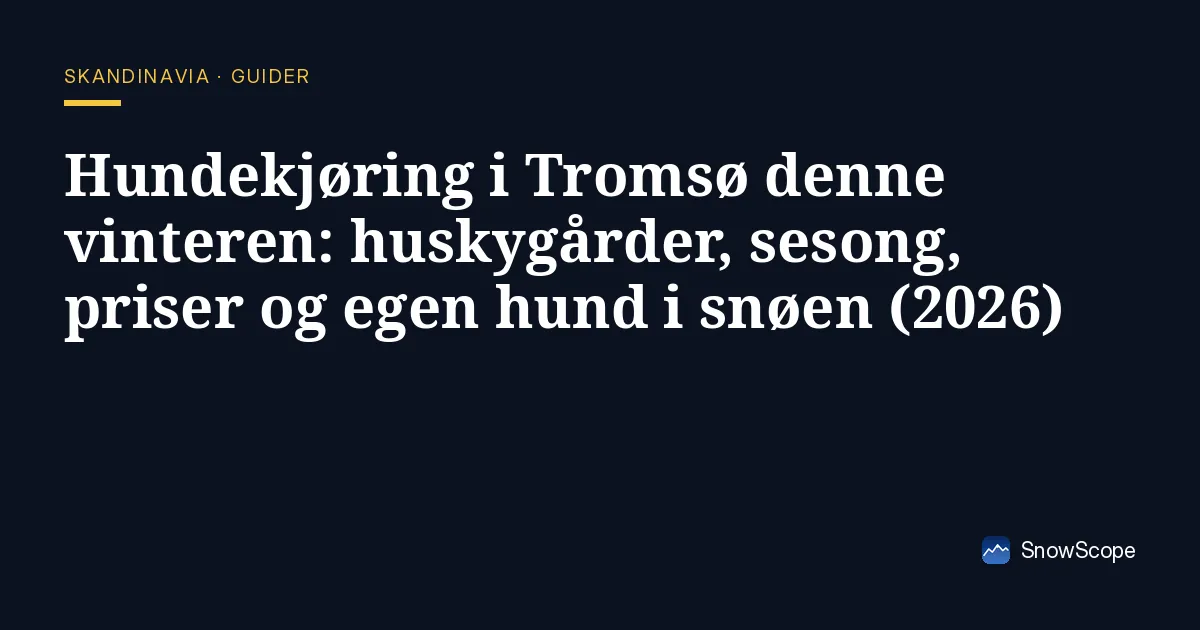 SKANDINAVIA · GUIDER
Hundekjøring i Tromsø denne
vinteren: huskygårder, sesong,
priser og egen hund i snøen (2026)
SnowScope